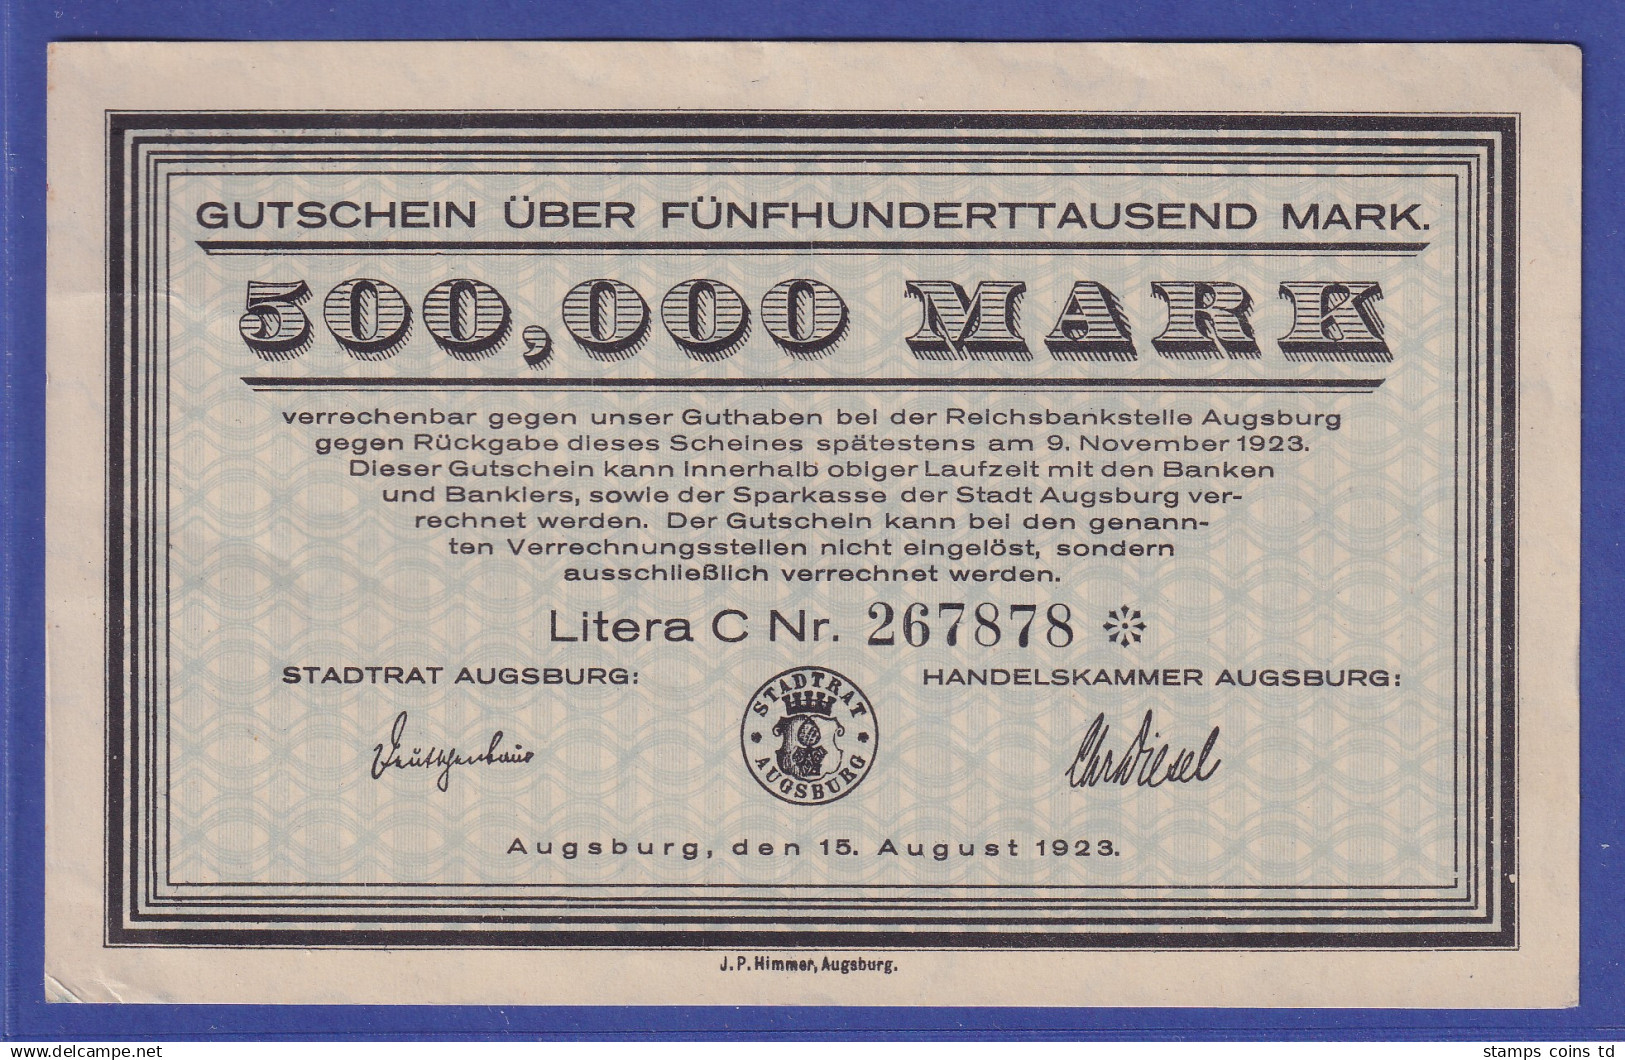 GUTSCHEIN ÜBER FÜNFHUNDERTTAUSEND MARK.
500,000 MARK
verrechenbar gegen unser Guthaben bei der Reichsbankstelle Augsburg
gegen Rückgabe dieses Scheines spätestens am 9. November 1923.
Dieser Gutschein kann innerhalb obiger Laufzeit mit den Banken
und Bankiers, sowie der Sparkasse der Stadt Augsburg ver-
rechnet werden. Der Gutschein kann bei den genann-
ten Verrechnungsstellen nicht eingelöst, sondern
ausschließlich verrechnet werden.
Litera C Nr. 267878
STADTRAT AUGSBURG:
HANDELSKAMMER AUGSBURG:
STADTRAT
AUGSBURG
Deutschenbaur
Chr Diesel
Augsburg, den 15. August 1923.
J.P. Himmer, Augsburg.
www.delcampe.net
stamps coins td